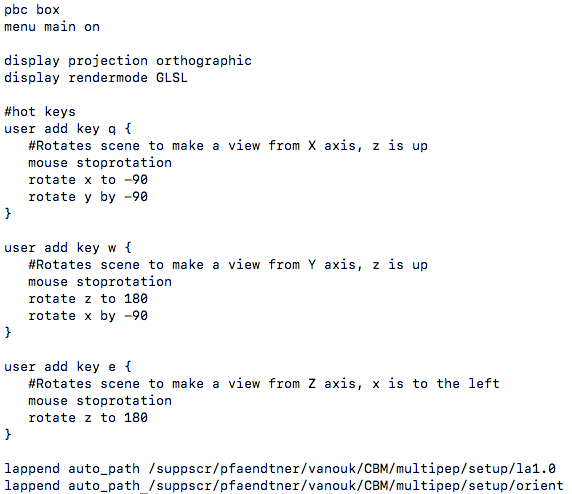 pbc box
menu main on

display projection orthographic
display rendermode GLSL

#hot keys
user add key q {
   #Rotates scene to make a view from X axis, z is up
   mouse stoprotation
   rotate x to -90
   rotate y by -90
}

user add key w {
   #Rotates scene to make a view from Y axis, z is up
   mouse stoprotation
   rotate z to 180
   rotate x by -90
}

user add key e {
   #Rotates scene to make a view from Z axis, x is to the left
   mouse stoprotation
   rotate z to 180
}

lappend auto_path /suppscr/pfaendtner/vanouk/CBM/multipep/setup/la1.0
lappend auto_path /suppscr/pfaendtner/vanouk/CBM/multipep/setup/orient